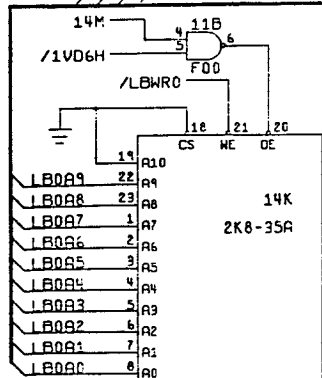 14M 4 11B
/1VD6H 5 6
F00
/LBWR0
18 21 20
CS WE OE
19 A10
LBDA9 22 A9
LBDA8 23 A8 14K
LBDA7 1 A7 2K8-35A
LBDA6 2 A6
LBDA5 3 A5
LBDA4 4 A4
LBDA3 5 A3
LBDA2 6 A2
LBDA1 7 A1
LBDA0 8 A0